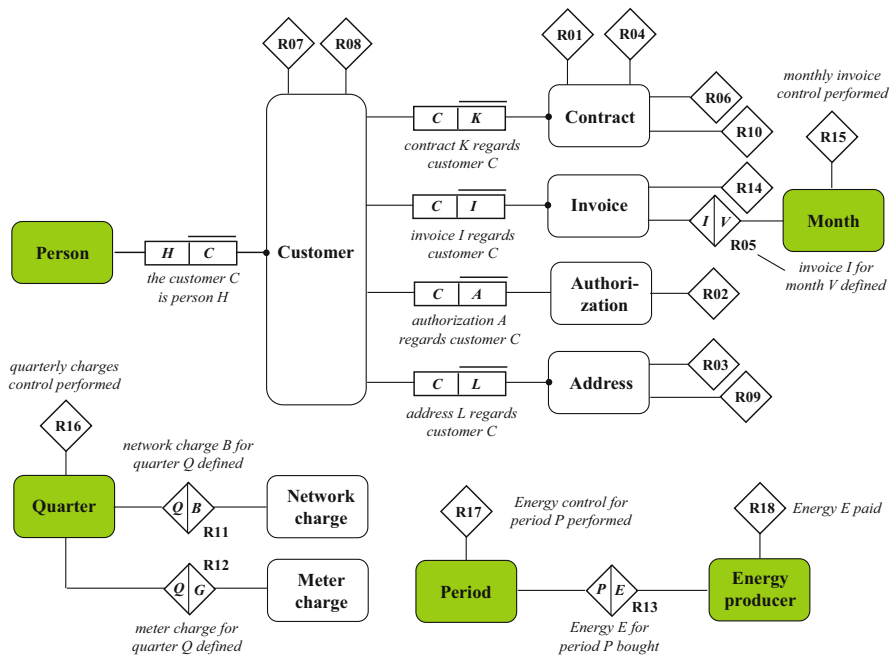 R07
R08
R01
R04
monthly invoice
control performed
R06
R15
C K
Contract
R10
contract K regards
customer C
R14
C I
Invoice
I V
Month
Person
H C
Customer
invoice I regards
customer C
R05
invoice I for
month V defined
the customer C
is person H
C A
Authori-
zation
R02
authorization A
regards customer C
quarterly charges
control performed
R03
C L
Address
R09
address L regards
customer C
R16
network charge B for
quarter Q defined
Quarter
Q B
Network
charge
R11
R12
Q G
Meter
charge
meter charge for
quarter Q defined
R17
Energy control for
period P performed
R18
Energy E paid
Period
P E
Energy
producer
R13
Energy E for
period P bought